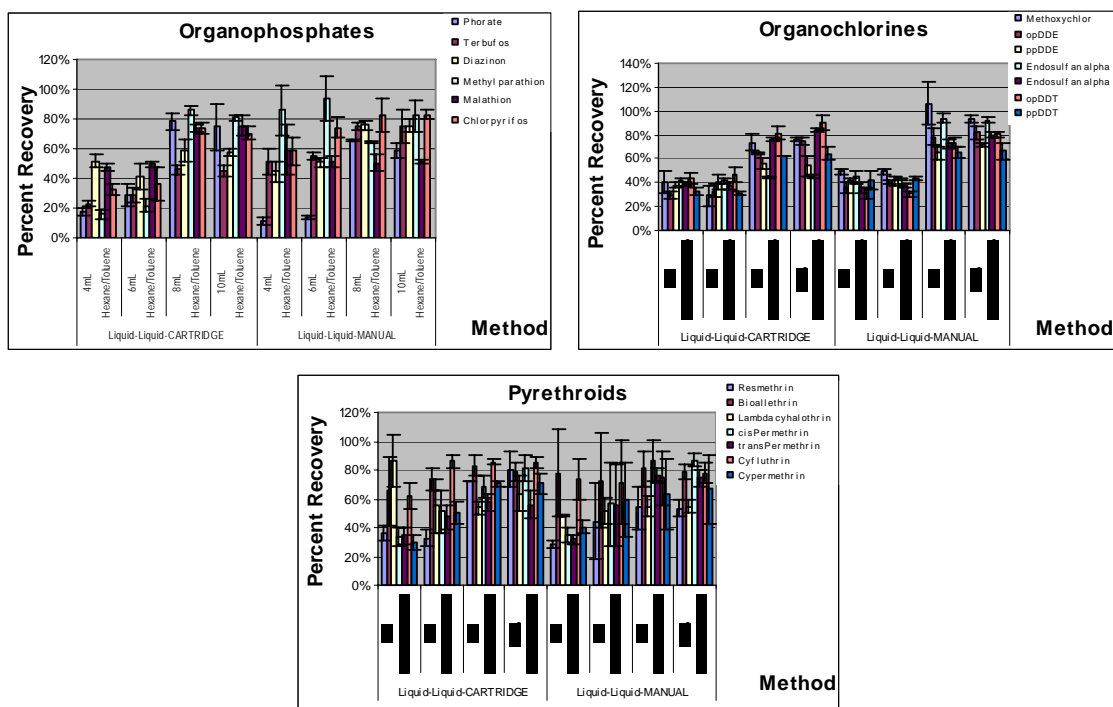 Organophosphates
Percent Recovery
120%
100%
80%
60%
40%
20%
0%
4mL
Hexane/Toluene
6mL
Hexane/Toluene
8mL
Hexane/Toluene
10mL
Hexane/Toluene
4mL
Hexane/Toluene
6mL
Hexane/Toluene
8mL
Hexane/Toluene
10mL
Hexane/Toluene
Liquid-Liquid-CARTRIDGE
Liquid-Liquid-MANUAL
Method
Phorate
Terbufos
Diazinon
Methyl parathion
Malathion
Chlorpyrifos
Organochlorines
Percent Recovery
140%
120%
100%
80%
60%
40%
20%
0%
Liquid-Liquid-CARTRIDGE
Liquid-Liquid-MANUAL
Method
Methoxychlor
opDDE
ppDDE
Endosulfan alpha
Endosulfan alpha
opDDT
ppDDT
Pyrethroids
Percent Recovery
120%
100%
80%
60%
40%
20%
0%
Liquid-Liquid-CARTRIDGE
Liquid-Liquid-MANUAL
Method
Resmethrin
Bioallethrin
Lambdacyhalothrin
cisPermethrin
transPermethrin
Cyfluthrin
Cypermethrin